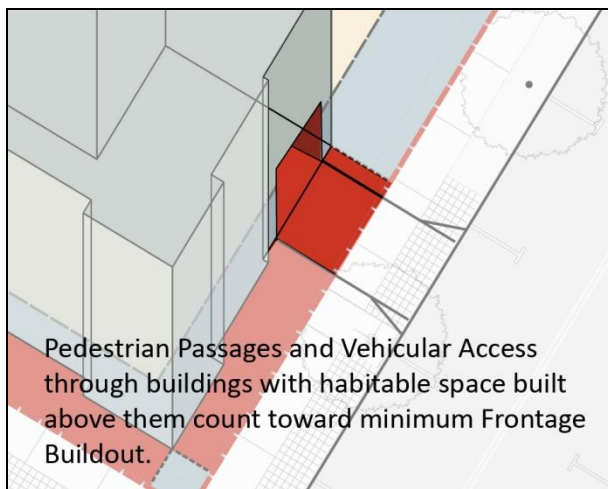 Pedestrian Passages and Vehicular Access
through buildings with habitable space built
above them count toward minimum Frontage
Buildout.